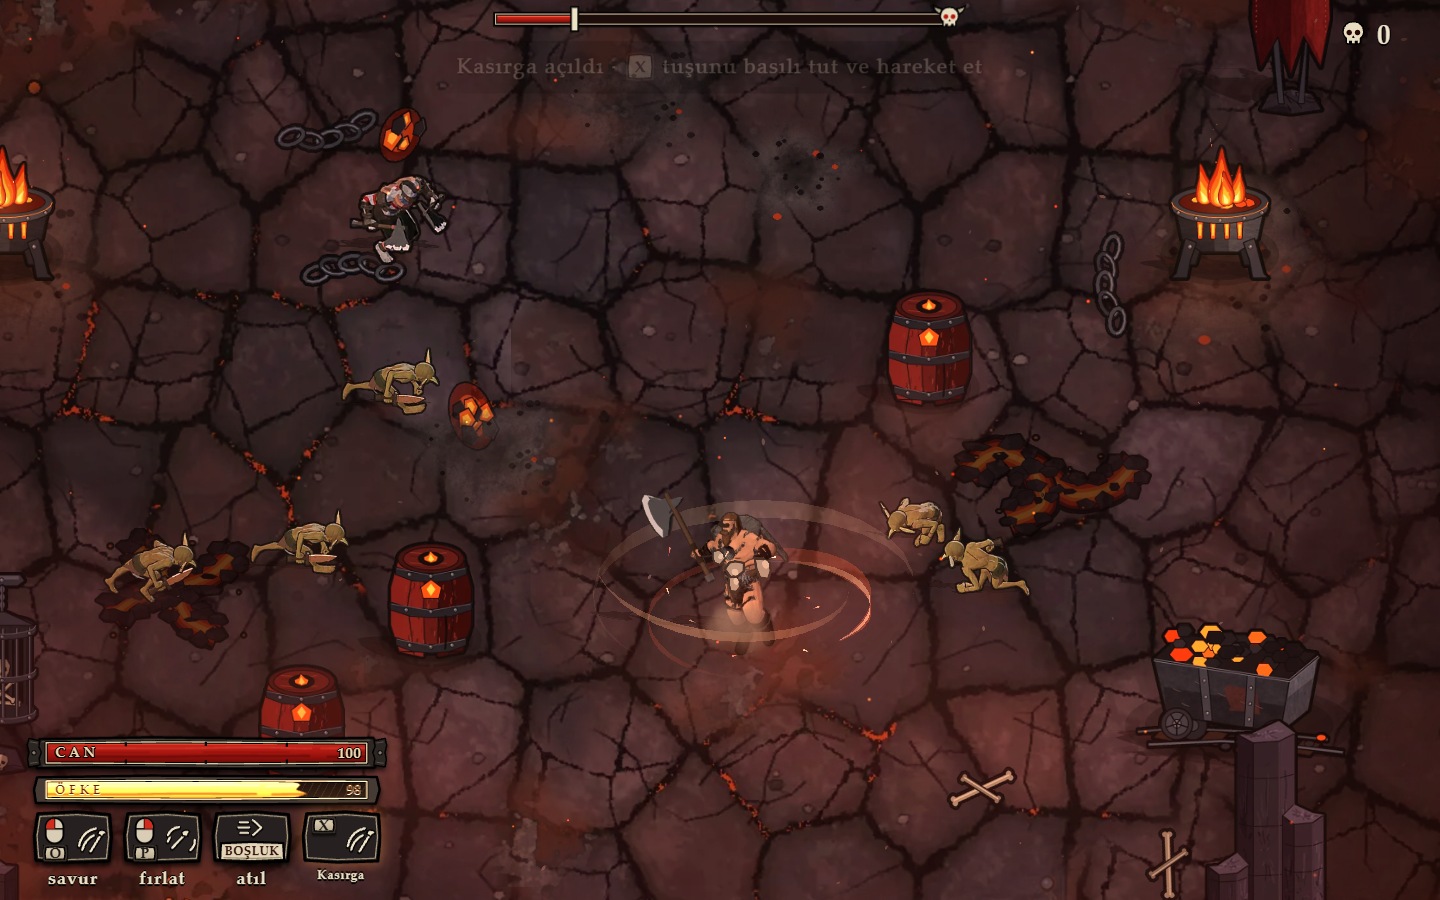 0
Kasırga açıldı - X tuşunu basılı tut ve hareket et
CAN 100
ÖFKE 98
O P BOŞLUK X
savur fırlat atıl Kasırga